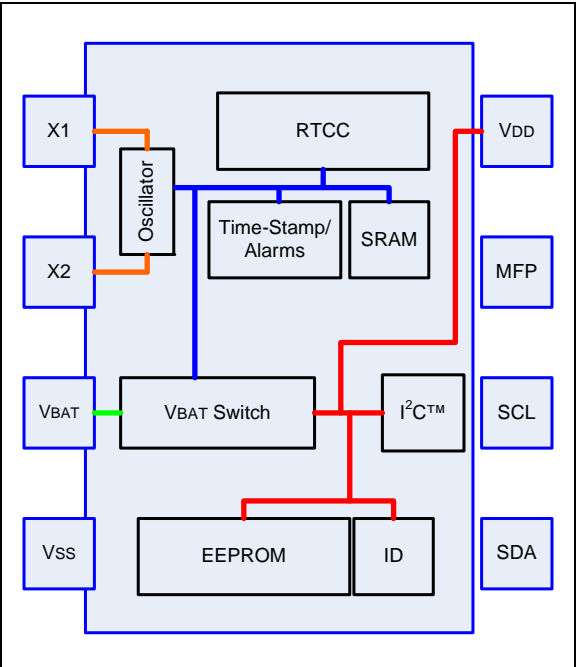 X1
X2
VBAT
VSS
Oscillator
RTCC
Time-Stamp/
Alarms
SRAM
VBAT Switch
I²C™
EEPROM
ID
VDD
MFP
SCL
SDA